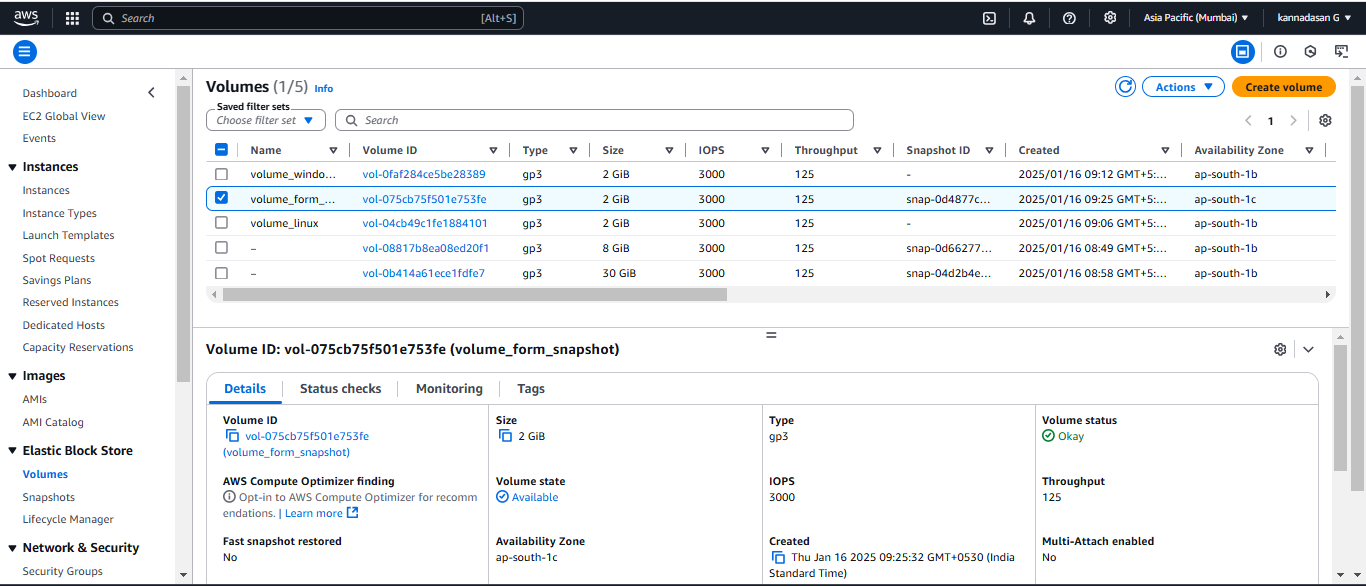 aws Search [Alt+S] Asia Pacific (Mumbai) ▼ kannadasan G ▼
Dashboard
EC2 Global View
Events
Instances
Instances
Instance Types
Launch Templates
Spot Requests
Savings Plans
Reserved Instances
Dedicated Hosts
Capacity Reservations
Images
AMIs
AMI Catalog
Elastic Block Store
Volumes
Snapshots
Lifecycle Manager
Network & Security
Security Groups
Volumes (1/5) Info
Actions ▼ Create volume
Saved filter sets
Choose filter set ▼ Search
1
Name Volume ID Type Size IOPS Throughput Snapshot ID Created Availability Zone
volume_windo... vol-0faf284ce5be28389 gp3 2 GiB 3000 125 - 2025/01/16 09:12 GMT+5:... ap-south-1b
volume_form_... vol-075cb75f501e753fe gp3 2 GiB 3000 125 snap-0d4877c... 2025/01/16 09:25 GMT+5:... ap-south-1c
volume_linux vol-04cb49c1fe1884101 gp3 2 GiB 3000 125 - 2025/01/16 09:06 GMT+5:... ap-south-1b
– vol-08817b8ea08ed20f1 gp3 8 GiB 3000 125 snap-0d66277... 2025/01/16 08:49 GMT+5:... ap-south-1b
– vol-0b414a61ece1fdfe7 gp3 30 GiB 3000 125 snap-04d2b4e... 2025/01/16 08:58 GMT+5:... ap-south-1b
Volume ID: vol-075cb75f501e753fe (volume_form_snapshot)
Details Status checks Monitoring Tags
Volume ID
vol-075cb75f501e753fe
(volume_form_snapshot)
Size
2 GiB
Type
gp3
Volume status
Okay
AWS Compute Optimizer finding
Opt-in to AWS Compute Optimizer for recomm
endations. | Learn more
Volume state
Available
IOPS
3000
Throughput
125
Fast snapshot restored
No
Availability Zone
ap-south-1c
Created
Thu Jan 16 2025 09:25:32 GMT+0530 (India
Standard Time)
Multi-Attach enabled
No